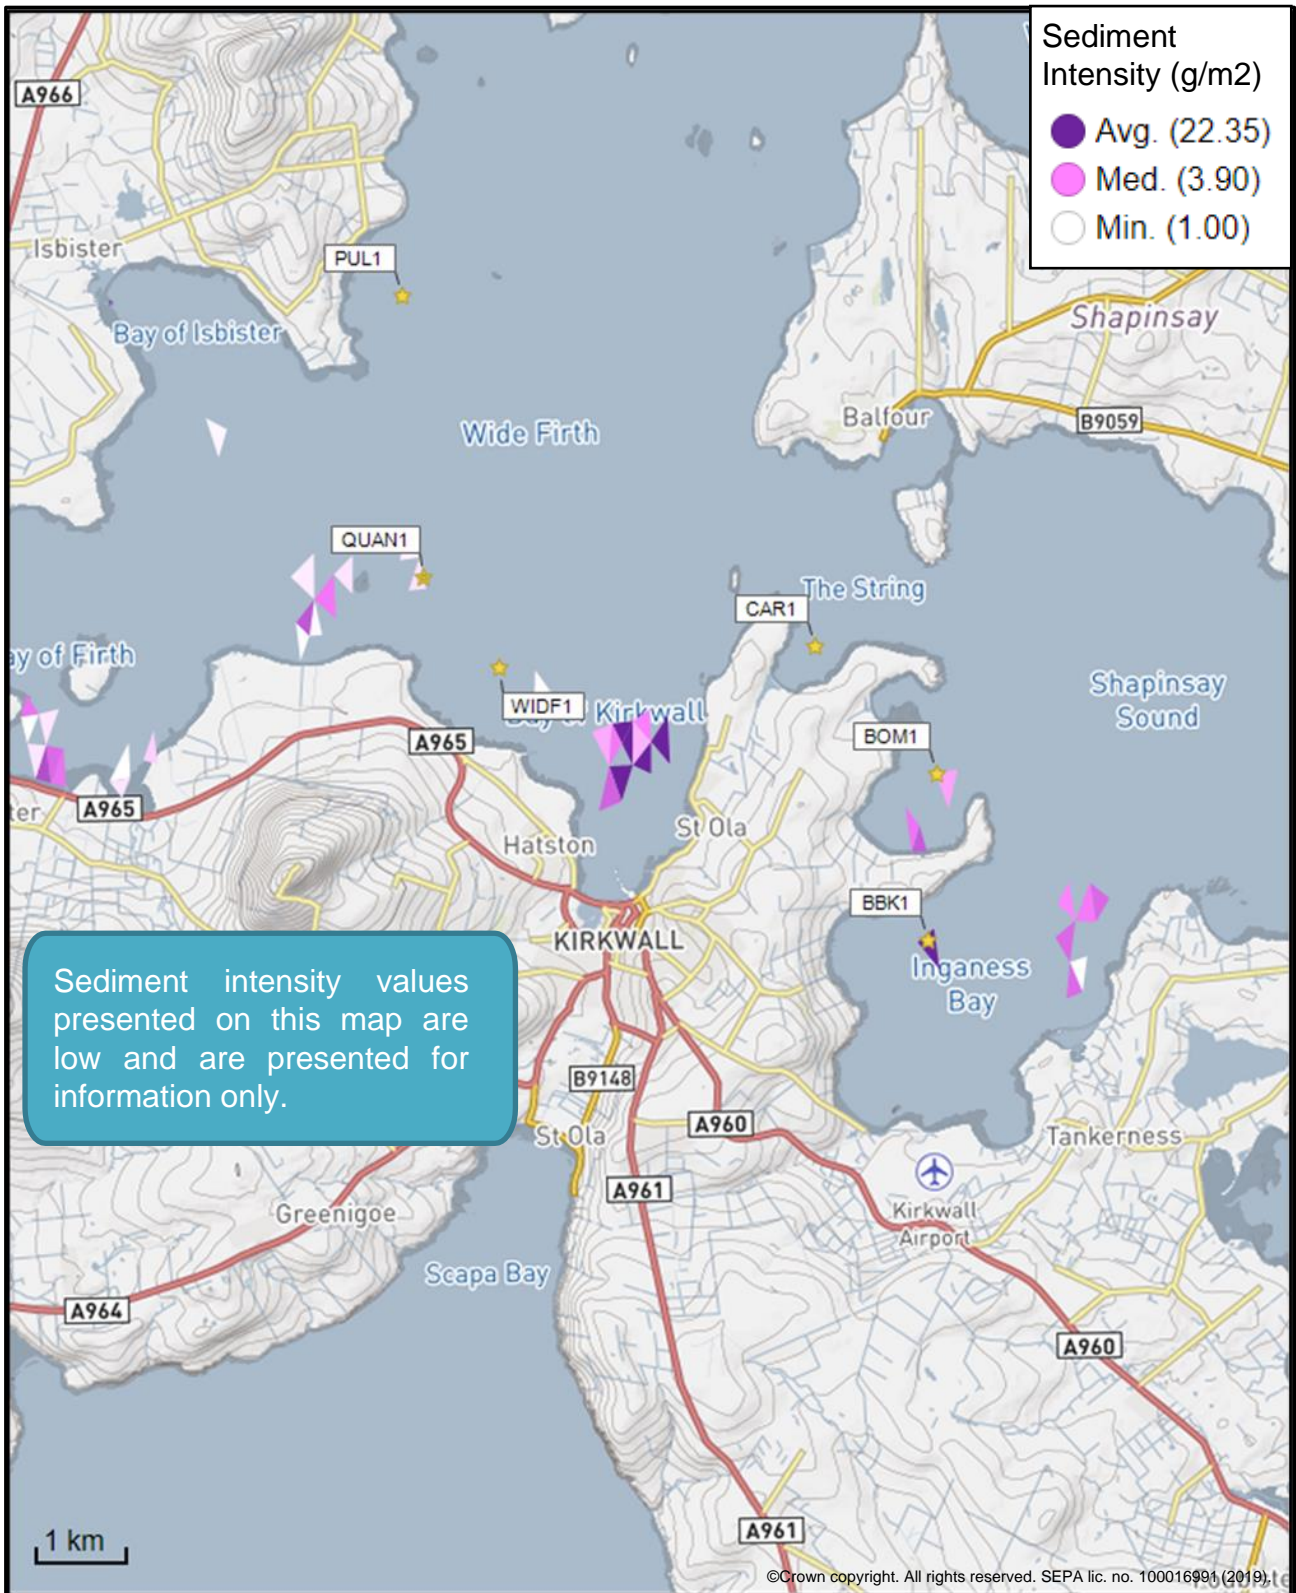 Sediment
Intensity (g/m2)
Avg. (22.35)
Med. (3.90)
Min. (1.00)
A966
Isbister
PUL1
Bay of Isbister
Shapinsay
Wide Firth
Balfour
B9059
QUAN1
The String
CAR1
ay of Firth
Shapinsay
Sound
WIDF1
Kirkwall
BOM1
A965
A965
ter
St Ola
Hatston
BBK1
KIRKWALL
Inganess
Bay
Sediment intensity values
presented on this map are
low and are presented for
information only.
B9148
St Ola
A960
Tankerness
A961
Kirkwall
Airport
Greenigoe
Scapa Bay
A964
A960
A961
1 km
©Crown copyright. All rights reserved. SEPA lic. no. 100016991 (2019).